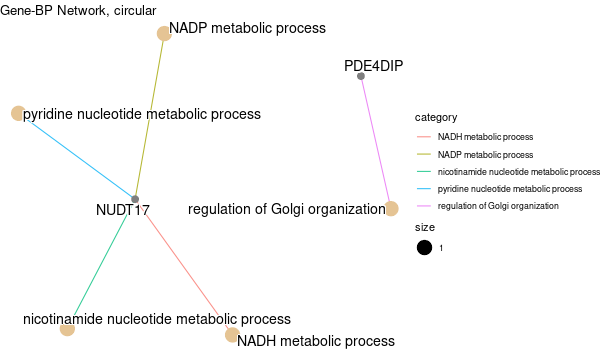 Gene-BP Network, circular
NADP metabolic process
PDE4DIP
pyridine nucleotide metabolic process
NUDT17
regulation of Golgi organization
nicotinamide nucleotide metabolic process
NADH metabolic process
category
NADH metabolic process
NADP metabolic process
nicotinamide nucleotide metabolic process
pyridine nucleotide metabolic process
regulation of Golgi organization
size
1